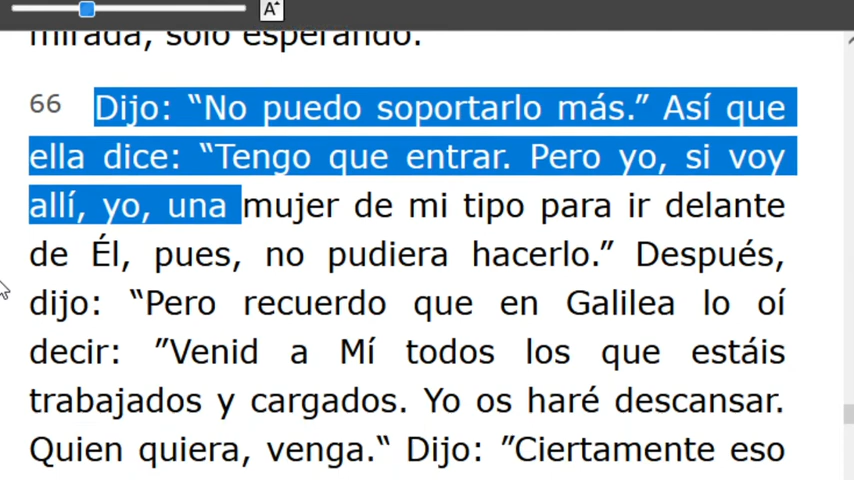 A
mirada, solo esperando.
66 Dijo: “No puedo soportarlo más.” Así que
ella dice: “Tengo que entrar. Pero yo, si voy
allí, yo, una mujer de mi tipo para ir delante
de Él, pues, no pudiera hacerlo.” Después,
dijo: “Pero recuerdo que en Galilea lo oí
decir: ”Venid a Mí todos los que estáis
trabajados y cargados. Yo os haré descansar.
Quien quiera, venga.“ Dijo: ”Ciertamente eso